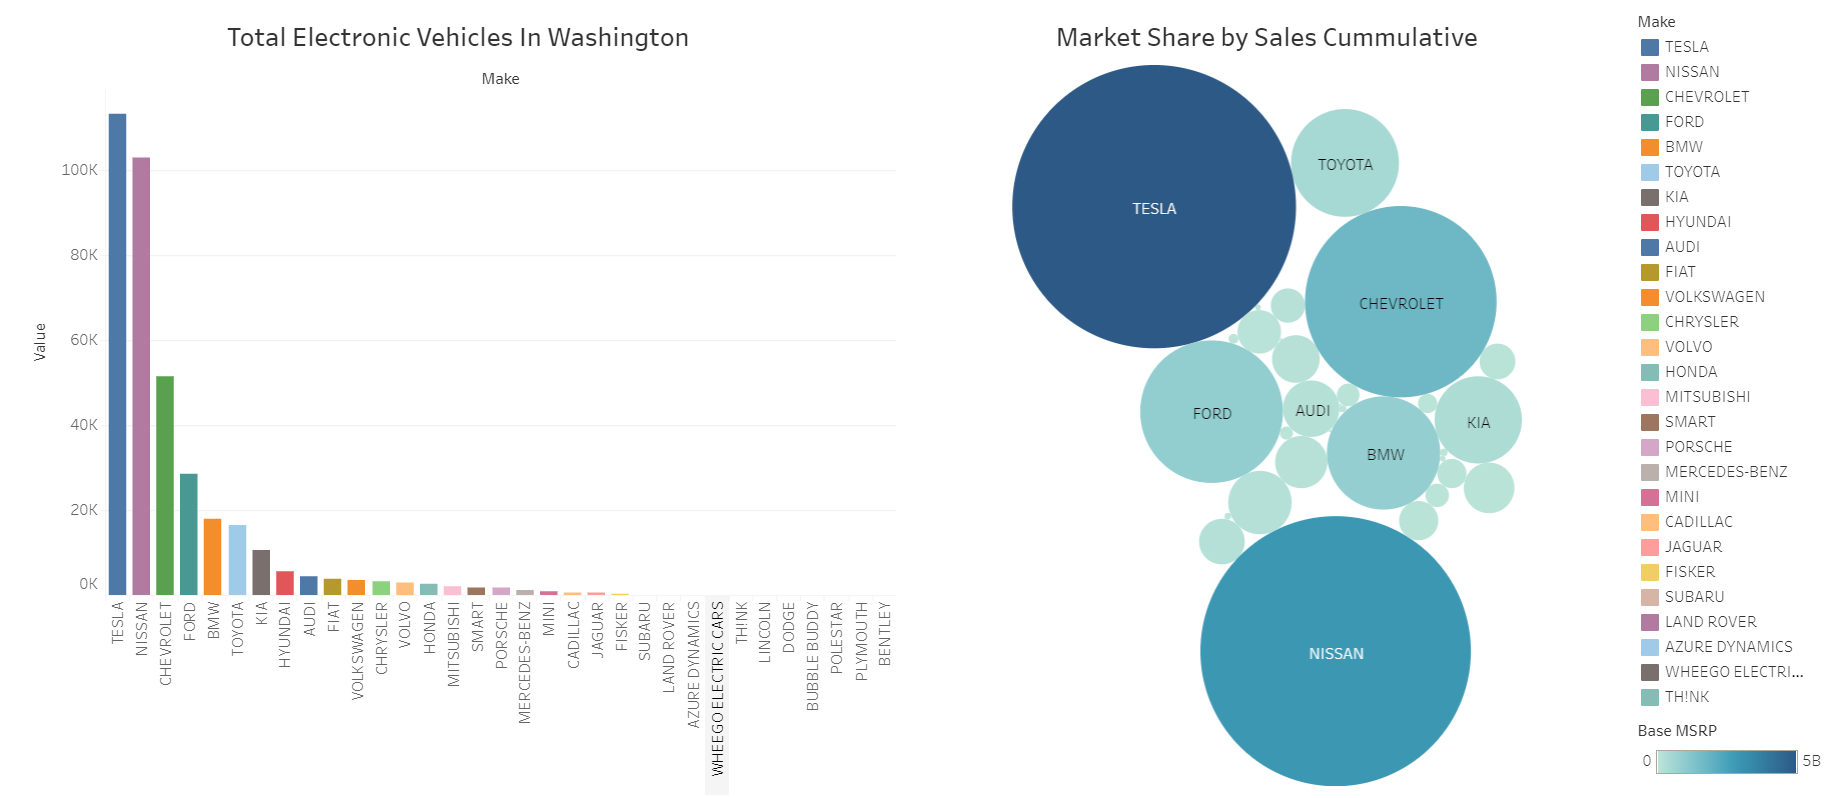 Total Electronic Vehicles In Washington
Make
Value
100K
80K
60K
40K
20K
0K
TESLA
NISSAN
CHEVROLET
FORD
BMW
TOYOTA
KIA
HYUNDAI
AUDI
FIAT
VOLKSWAGEN
CHRYSLER
VOLVO
HONDA
MITSUBISHI
SMART
PORSCHE
MERCEDES-BENZ
MINI
CADILLAC
JAGUAR
FISKER
SUBARU
LAND ROVER
AZURE DYNAMICS
WHEEGO ELECTRIC CARS
TH!NK
LINCOLN
DODGE
BUBBLE BUDDY
POLESTAR
PLYMOUTH
BENTLEY
Market Share by Sales Cummulative
TESLA
TOYOTA
CHEVROLET
FORD
AUDI
KIA
BMW
NISSAN
Make
TESLA
NISSAN
CHEVROLET
FORD
BMW
TOYOTA
KIA
HYUNDAI
AUDI
FIAT
VOLKSWAGEN
CHRYSLER
VOLVO
HONDA
MITSUBISHI
SMART
PORSCHE
MERCEDES-BENZ
MINI
CADILLAC
JAGUAR
FISKER
SUBARU
LAND ROVER
AZURE DYNAMICS
WHEEGO ELECTRI...
TH!NK
Base MSRP
0 5B